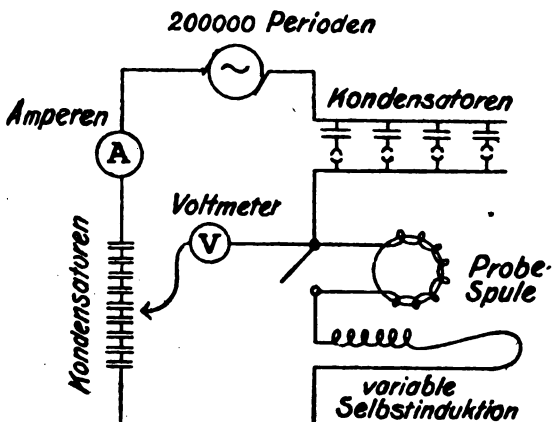 200000 Perioden
Kondensatoren
Amperen
A
Voltmeter
V
Kondensatoren
Probe-
Spule
variable
Selbstinduktion